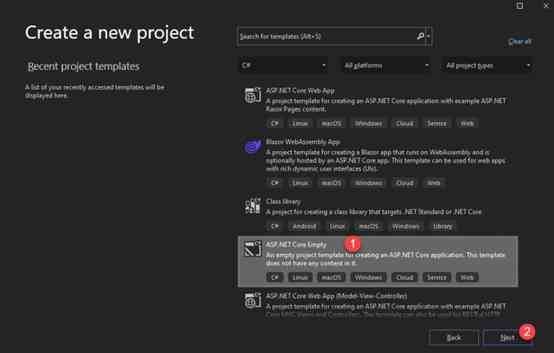 Create a new project
Search for templates (Alt+S)
Clear all
Recent project templates
C#
All platforms
All project types
A list of your recently accessed templates will be
displayed here.
ASP.NET Core Web App
A project template for creating an ASP.NET Core application with example ASP.NET
Razor Pages content.
C# Linux macOS Windows Cloud Service Web
Blazor WebAssembly App
A project template for creating a Blazor app that runs on WebAssembly and is
optionally hosted by an ASP.NET Core app. This template can be used for web apps
with rich dynamic user interfaces (UIs).
C# Linux macOS Windows Cloud Web
Class library
A project for creating a class library that targets .NET Standard or .NET Core
C# Android Linux macOS Windows Library
ASP.NET Core Empty
1
An empty project template for creating an ASP.NET Core application. This template
does not have any content in it.
C# Linux macOS Windows Cloud Service Web
ASP.NET Core Web App (Model-View-Controller)
A project template for creating an ASP.NET Core application with example ASP.NET
Core MVC Views and Controllers. This template can also be used for RESTful HTTP
2
Back
Next